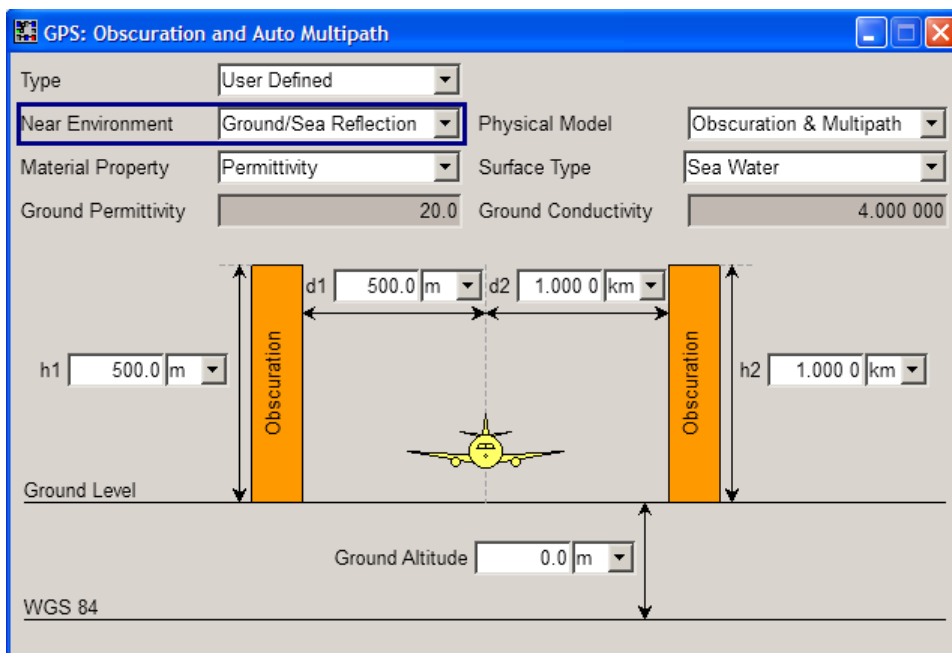 GPS: Obscuration and Auto Multipath
Type User Defined
Near Environment Ground/Sea Reflection Physical Model Obscuration & Multipath
Material Property Permittivity Surface Type Sea Water
Ground Permittivity 20.0 Ground Conductivity 4.000 000
d1 500.0 m d2 1.000 0 km
h1 500.0 m Obscuration Obscuration h2 1.000 0 km
Ground Level
Ground Altitude 0.0 m
WGS 84